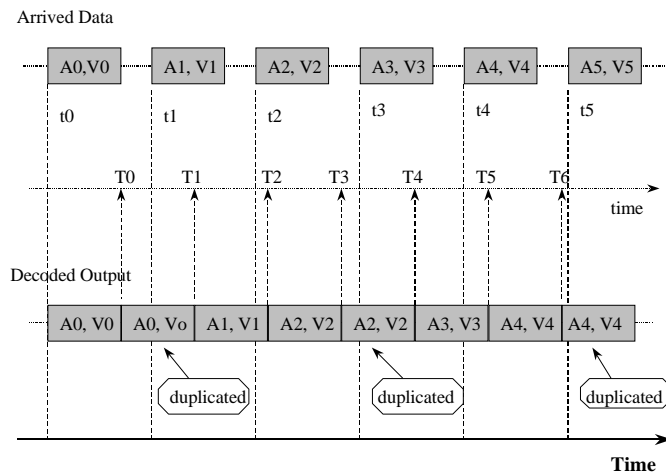 Arrived Data
A0,V0 A1, V1 A2, V2 A3, V3 A4, V4 A5, V5
t0 t1 t2 t3 t4 t5
T0 T1 T2 T3 T4 T5 T6
time
Decoded Output
A0, V0 A0, Vo A1, V1 A2, V2 A2, V2 A3, V3 A4, V4 A4, V4
duplicated duplicated duplicated
Time